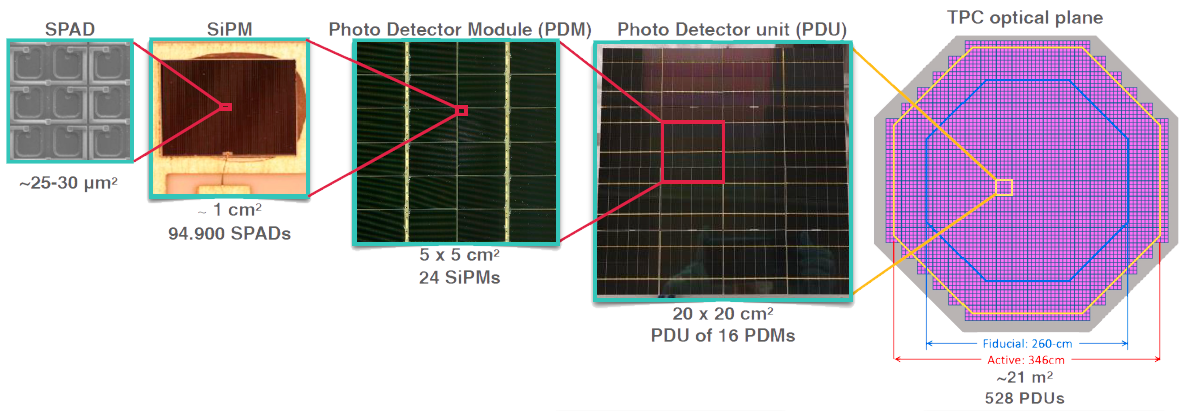 SPAD
SiPM
Photo Detector Module (PDM)
Photo Detector unit (PDU)
TPC optical plane
~25-30 μm²
~ 1 cm²
94.900 SPADs
5 x 5 cm²
24 SiPMs
20 x 20 cm²
PDU of 16 PDMs
Fiducial: 260-cm
Active: 346cm
~21 m²
528 PDUs